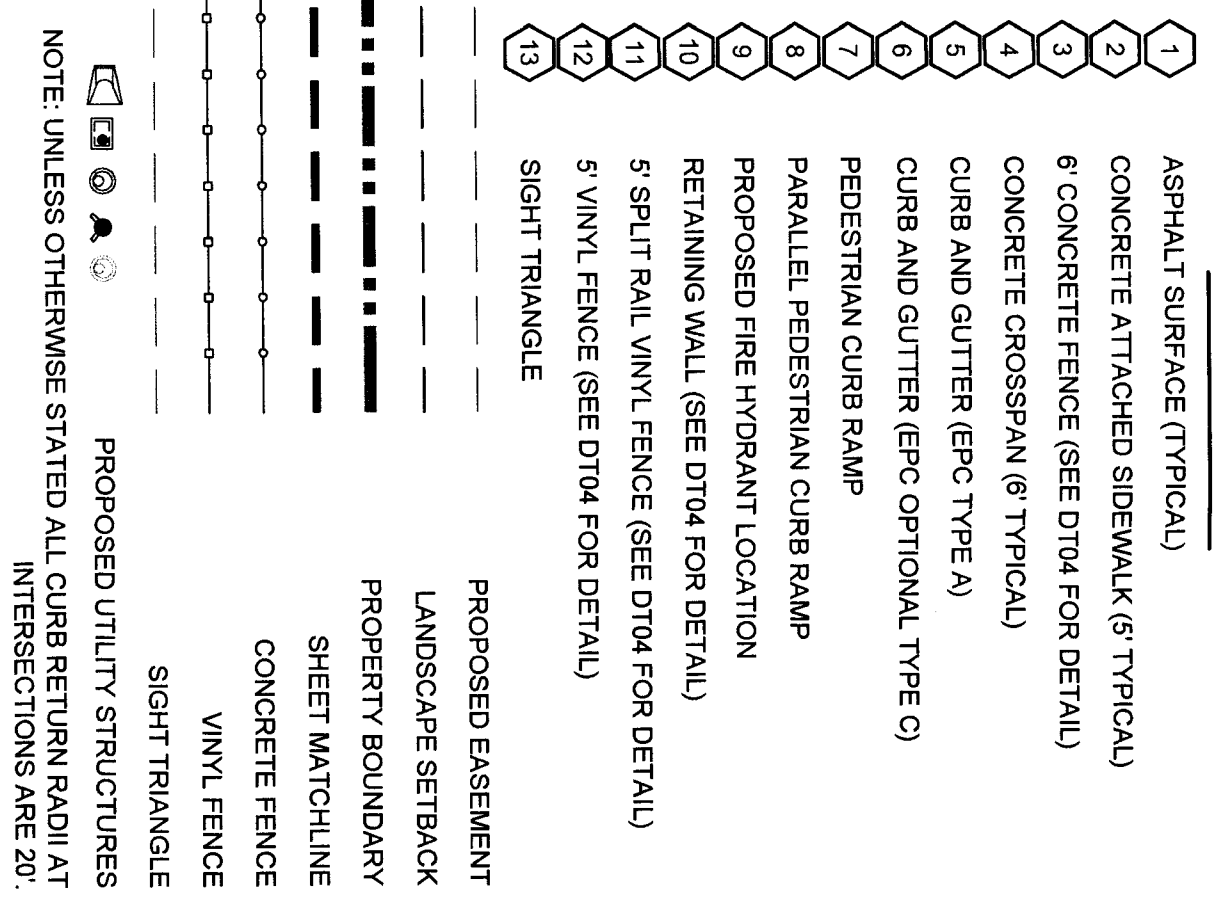 1 ASPHALT SURFACE (TYPICAL)
2 CONCRETE ATTACHED SIDEWALK (5' TYPICAL)
3 6' CONCRETE FENCE (SEE DT04 FOR DETAIL)
4 CONCRETE CROSSPAN (6' TYPICAL)
5 CURB AND GUTTER (EPC TYPE A)
6 CURB AND GUTTER (EPC OPTIONAL TYPE C)
7 PEDESTRIAN CURB RAMP
8 PARALLEL PEDESTRIAN CURB RAMP
9 PROPOSED FIRE HYDRANT LOCATION
10 RETAINING WALL (SEE DT04 FOR DETAIL)
11 5' SPLIT RAIL VINYL FENCE (SEE DT04 FOR DETAIL)
12 5' VINYL FENCE (SEE DT04 FOR DETAIL)
13 SIGHT TRIANGLE
PROPOSED EASEMENT
LANDSCAPE SETBACK
PROPERTY BOUNDARY
SHEET MATCHLINE
CONCRETE FENCE
VINYL FENCE
SIGHT TRIANGLE
PROPOSED UTILITY STRUCTURES
NOTE: UNLESS OTHERWISE STATED ALL CURB RETURN RADII AT
INTERSECTIONS ARE 20'.